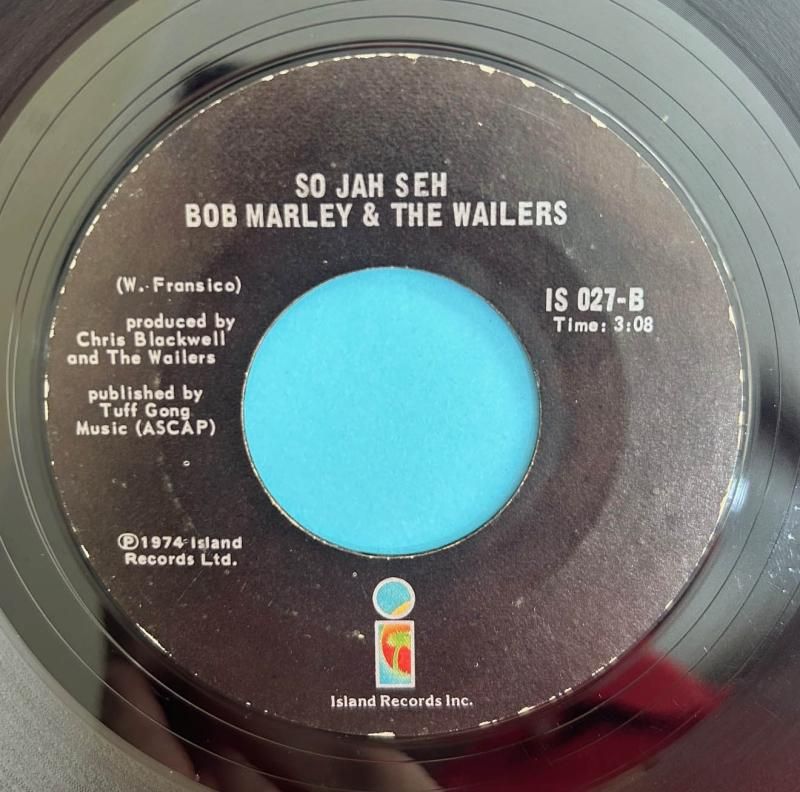 SO JAH SEH
BOB MARLEY & THE WAILERS
(W. Fransico)
IS 027-B
Time: 3:08
produced by
Chris Blackwell
and The Wailers
published by
Tuff Gong
Music (ASCAP)
℗1974 Island
Records Ltd.
Island Records Inc.